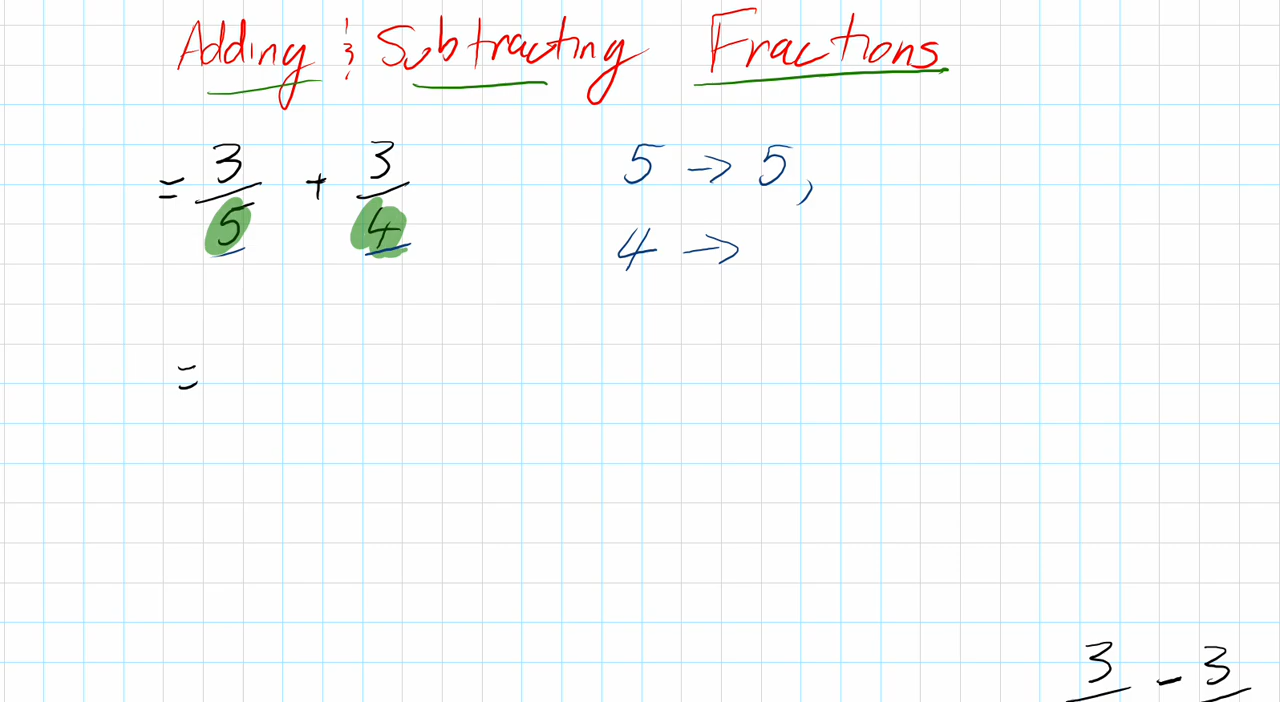 Adding & Subtracting Fractions
= 3/5 + 3/4
5 → 5,
4 →
=
3 - 3